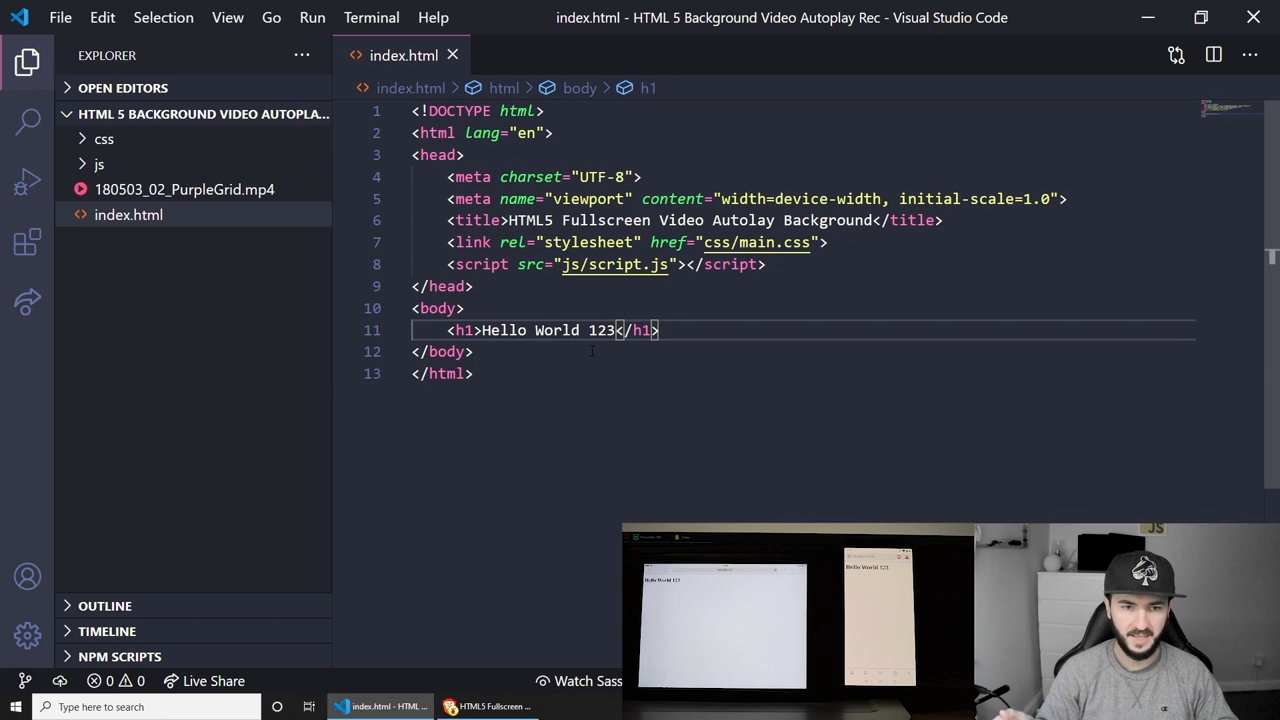 File Edit Selection View Go Run Terminal Help
index.html - HTML 5 Background Video Autoplay Rec - Visual Studio Code
EXPLORER
index.html
OPEN EDITORS
index.html > html > body > h1
HTML 5 BACKGROUND VIDEO AUTOPLA...
css
js
180503_02_PurpleGrid.mp4
index.html
1 <!DOCTYPE html>
2 <html lang="en">
3 <head>
4 <meta charset="UTF-8">
5 <meta name="viewport" content="width=device-width, initial-scale=1.0">
6 <title>HTML5 Fullscreen Video Autolay Background</title>
7 <link rel="stylesheet" href="css/main.css">
8 <script src="js/script.js"></script>
9 </head>
10 <body>
11 <h1>Hello World 123</h1>
12 </body>
13 </html>
JS
Hello World 123
Hello World 123
OUTLINE
TIMELINE
NPM SCRIPTS
0 0 Live Share
Watch Sass
Type here to search
index.html - HTML ...
HTML5 Fullscreen ...